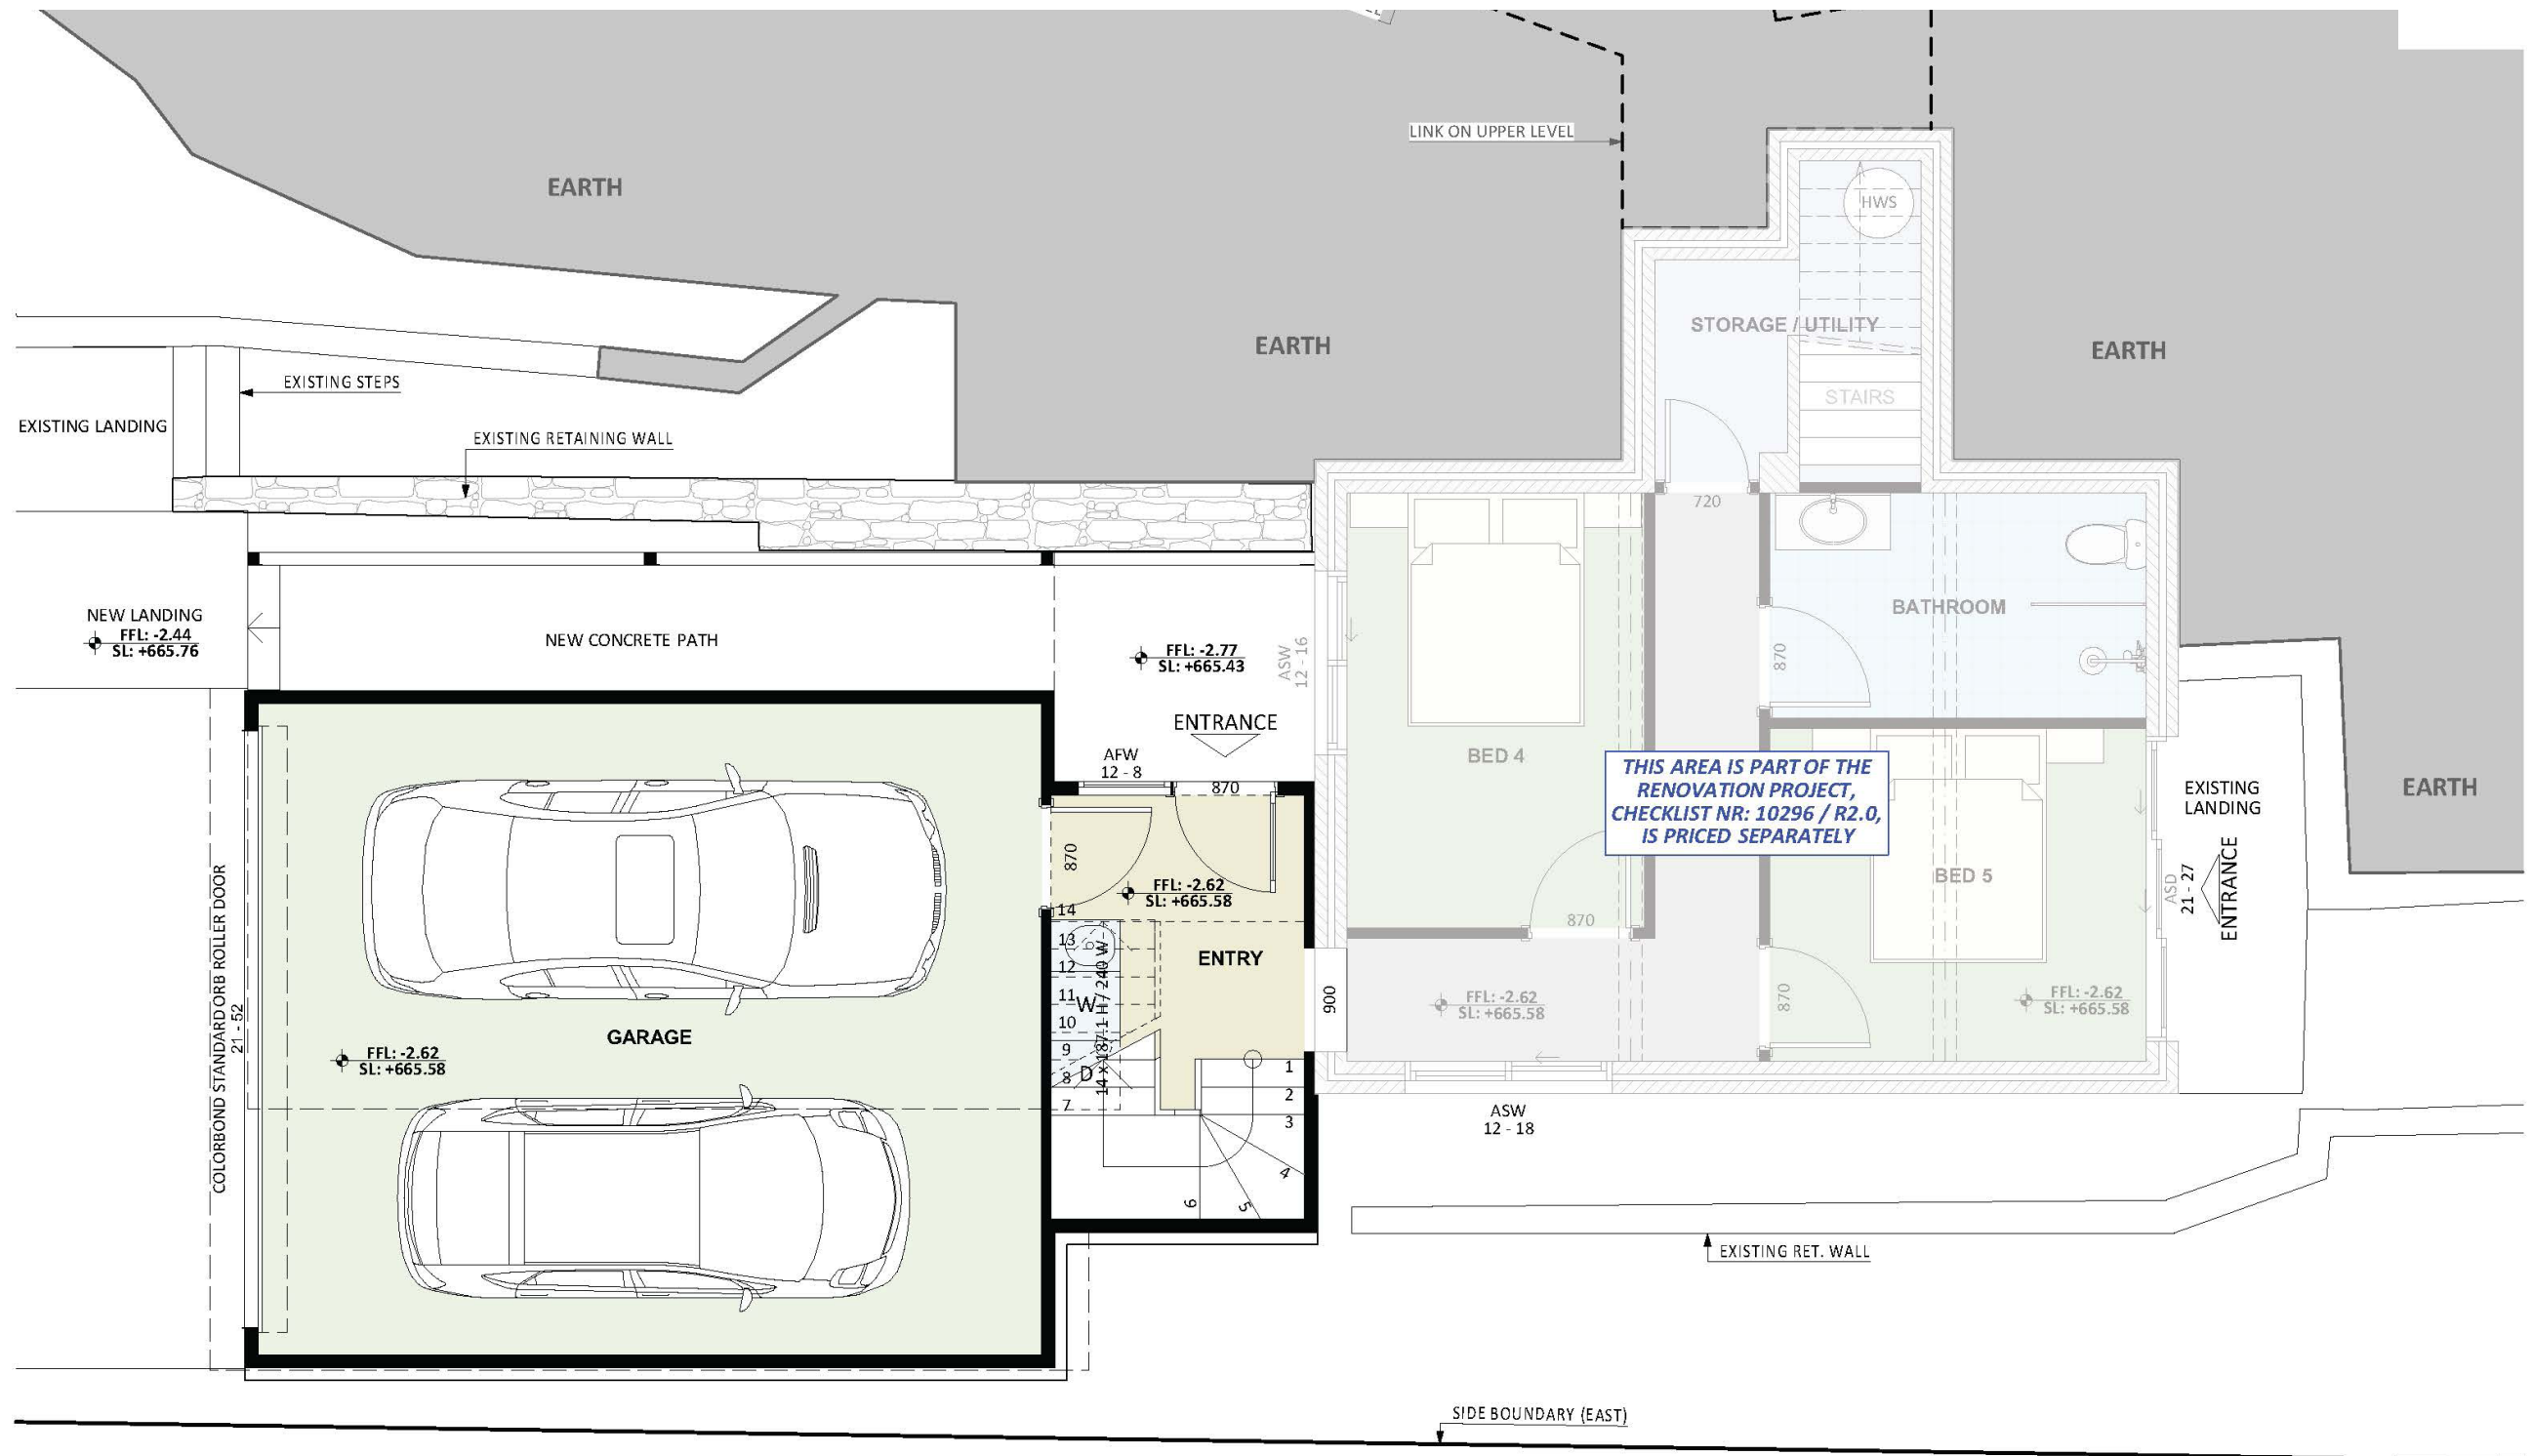 LINK ON UPPER LEVEL
EARTH
HWS
STORAGE / UTILITY
EARTH
EARTH
EXISTING STEPS
STAIRS
EXISTING LANDING
EXISTING RETAINING WALL
720
NEW LANDING
FFL: -2.44
SL: +665.76
NEW CONCRETE PATH
FFL: -2.77
SL: +665.43
ASW
12 - 16
BATHROOM
870
ENTRANCE
AFW
12 - 8
870
BED 4
THIS AREA IS PART OF THE
RENOVATION PROJECT,
CHECKLIST NR: 10296 / R2.0,
IS PRICED SEPARATELY
EXISTING
LANDING
EARTH
870
FFL: -2.62
SL: +665.58
BED 5
ASD
21 - 27
ENTRANCE
870
14
13
12
11
10
9
8
7
W
D
14 x 187.1 H / 240 W
ENTRY
900
FFL: -2.62
SL: +665.58
870
FFL: -2.62
SL: +665.58
COLORBOND STANDARD ORB ROLLER DOOR
21 - 52
GARAGE
FFL: -2.62
SL: +665.58
1
2
3
4
5
6
ASW
12 - 18
EXISTING RET. WALL
SIDE BOUNDARY (EAST)